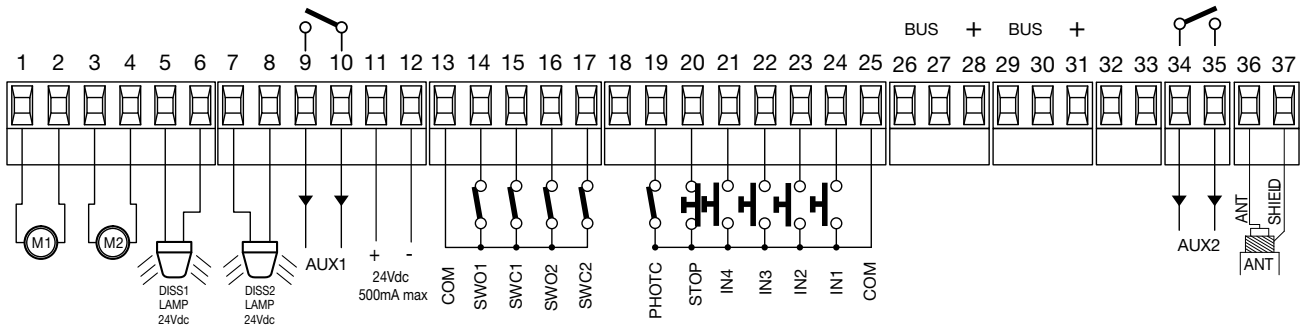 BUS + BUS +
1 2 3 4 5 6 7 8 9 10 11 12 13 14 15 16 17 18 19 20 21 22 23 24 25 26 27 28 29 30 31 32 33 34 35 36 37
M1 M2
DISS1
LAMP
24Vdc
DISS2
LAMP
24Vdc
AUX1
+ -
24Vdc
500mA max
COM
SWO1
SWC1
SWO2
SWC2
PHOTC
STOP
IN4
IN3
IN2
IN1
COM
AUX2
ANT
SHIELD
ANT